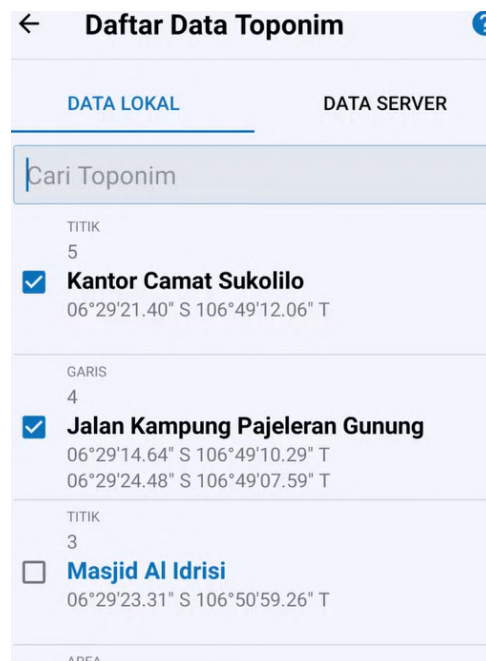 Daftar Data Toponim
DATA LOKAL DATA SERVER
Cari Toponim
TITIK
5
Kantor Camat Sukolilo
06°29'21.40" S 106°49'12.06" T
GARIS
4
Jalan Kampung Pajeleran Gunung
06°29'14.64" S 106°49'10.29" T
06°29'24.48" S 106°49'07.59" T
TITIK
3
Masjid Al Idrisi
06°29'23.31" S 106°50'59.26" T
AREA